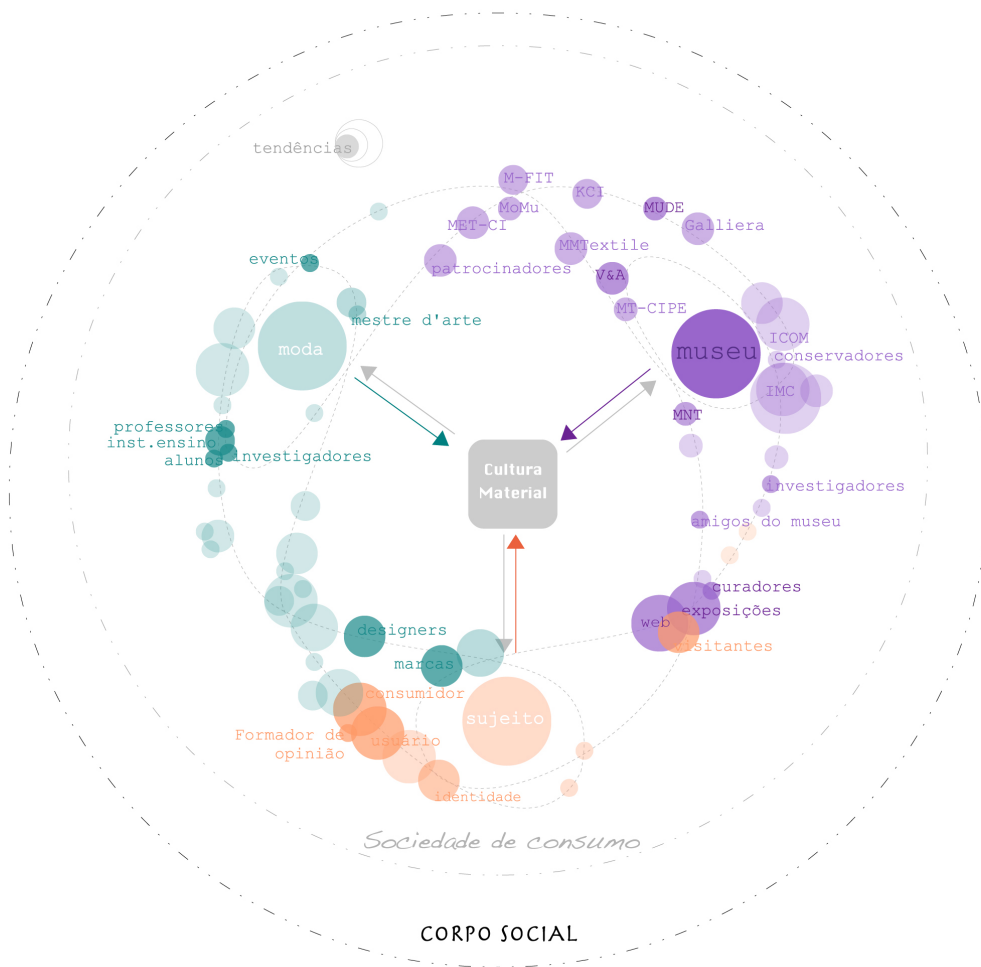 tendências
M-FIT
KCI
MoMu
MUDE
MET-CI
Galliera
MMTextile
eventos
patrocinadores
V&A
MT-CIPE
mestre d'arte
ICOM
moda
museu
conservadores
IMC
MNT
professores
inst.ensino
alunos
investigadores
Cultura
Material
investigadores
amigos do museu
curadores
exposições
web
designers
visitantes
marcas
consumidor
sujeito
Formador de
opinião
usuário
identidade
Sociedade de consumo
CORPO SOCIAL